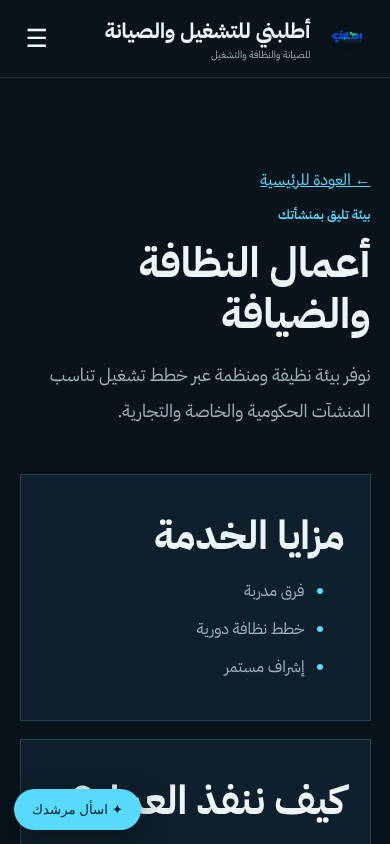 اطلبني
أطلبني للتشغيل والصيانة
للصيانة والنظافة والتشغيل
☰
← العودة للرئيسية
بيئة تليق بمنشأتك
أعمال النظافة
والضيافة
نوفر بيئة نظيفة ومنظمة عبر خطط تشغيل تناسب
المنشآت الحكومية والخاصة والتجارية.
مزايا الخدمة
فرق مدربة
خطط نظافة دورية
إشراف مستمر
كيف ننفذ
✦ اسأل مرشدك